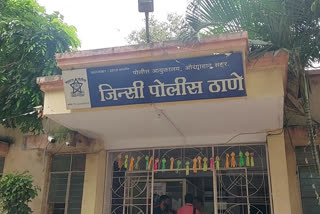 पोलीस आयुक्तालय, औरंगाबाद शहर.
जिन्सी पोलीस ठाणे